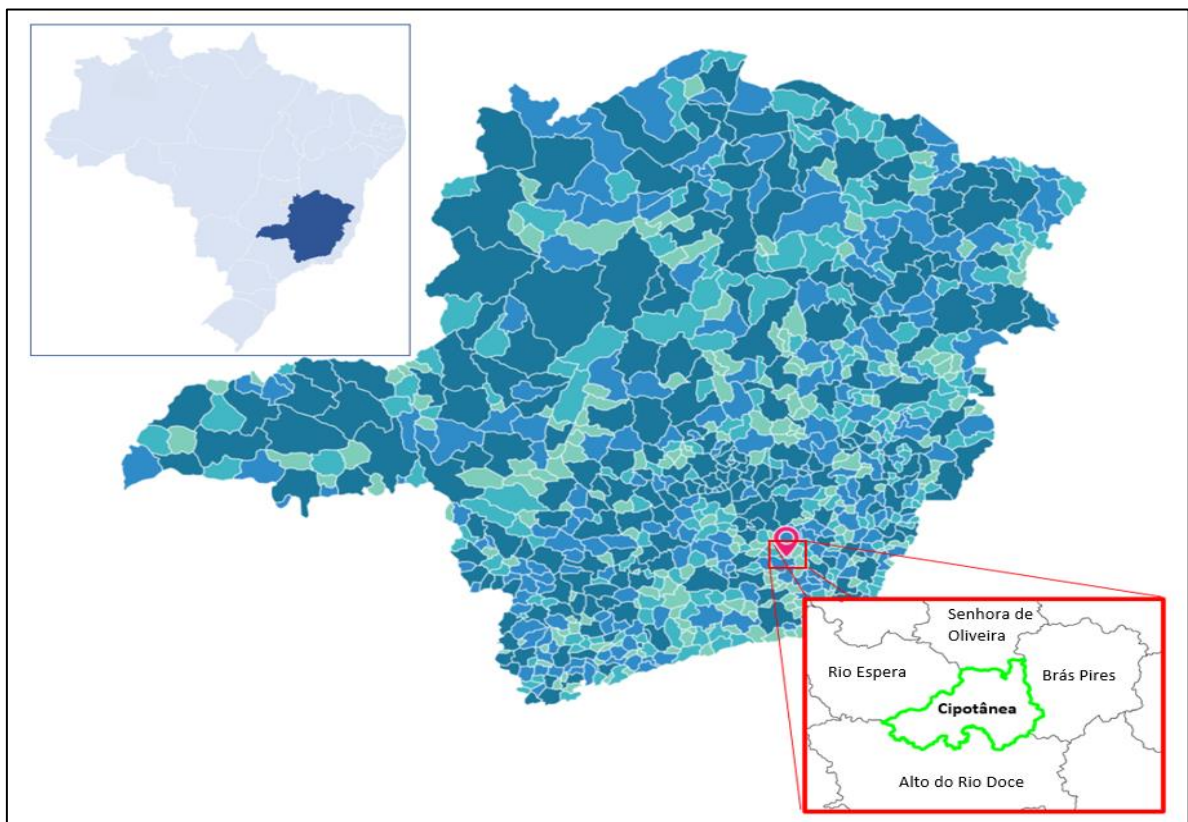 Senhora de
Oliveira
Rio Espera
Brás Pires
Cipotânea
Alto do Rio Doce